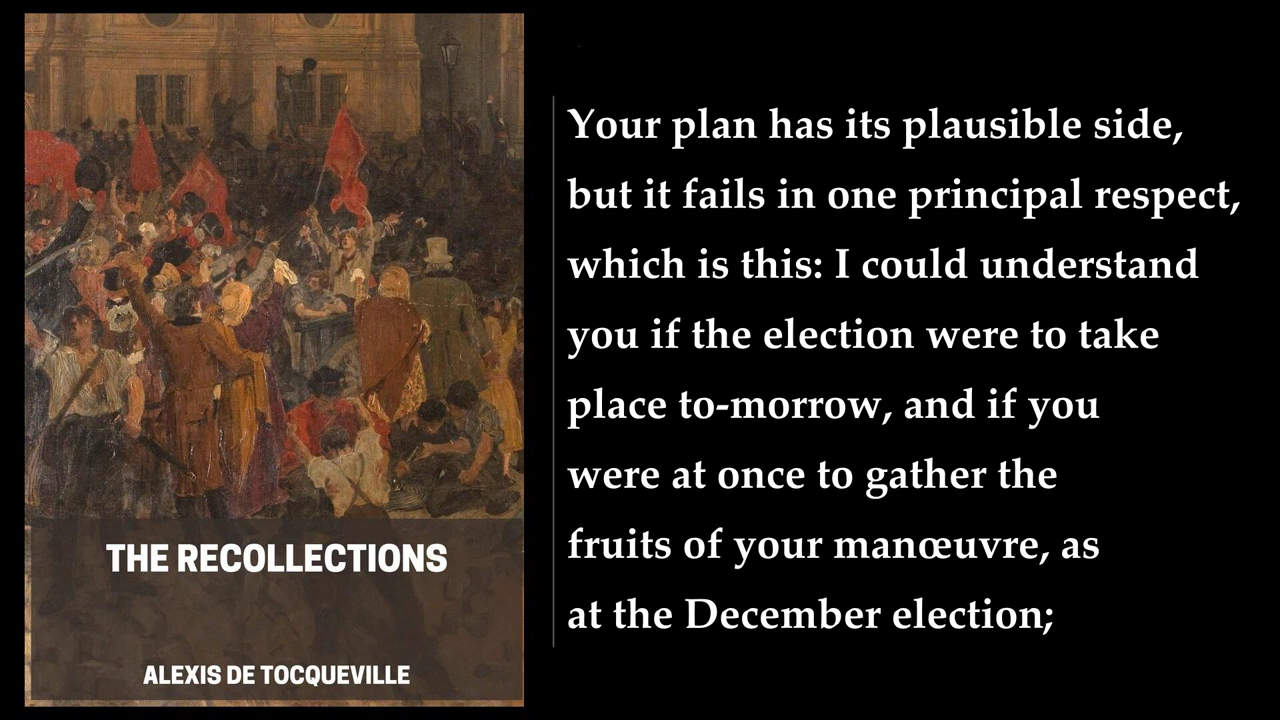 THE RECOLLECTIONS
ALEXIS DE TOCQUEVILLE
Your plan has its plausible side,
but it fails in one principal respect,
which is this: I could understand
you if the election were to take
place to-morrow, and if you
were at once to gather the
fruits of your manœuvre, as
at the December election;